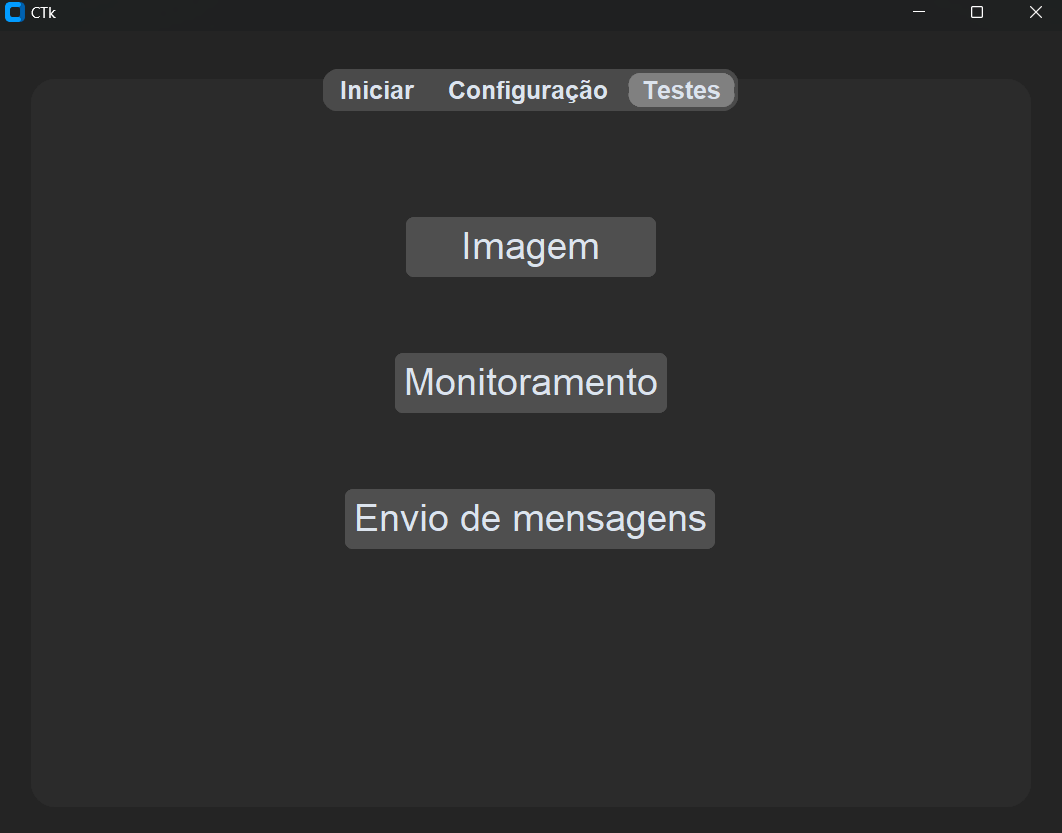 CTk
Iniciar Configuração Testes
Imagem
Monitoramento
Envio de mensagens